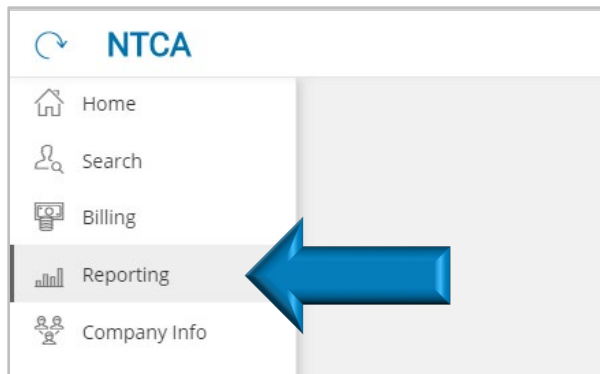 NTCA
Home
Search
Billing
Reporting
Company Info